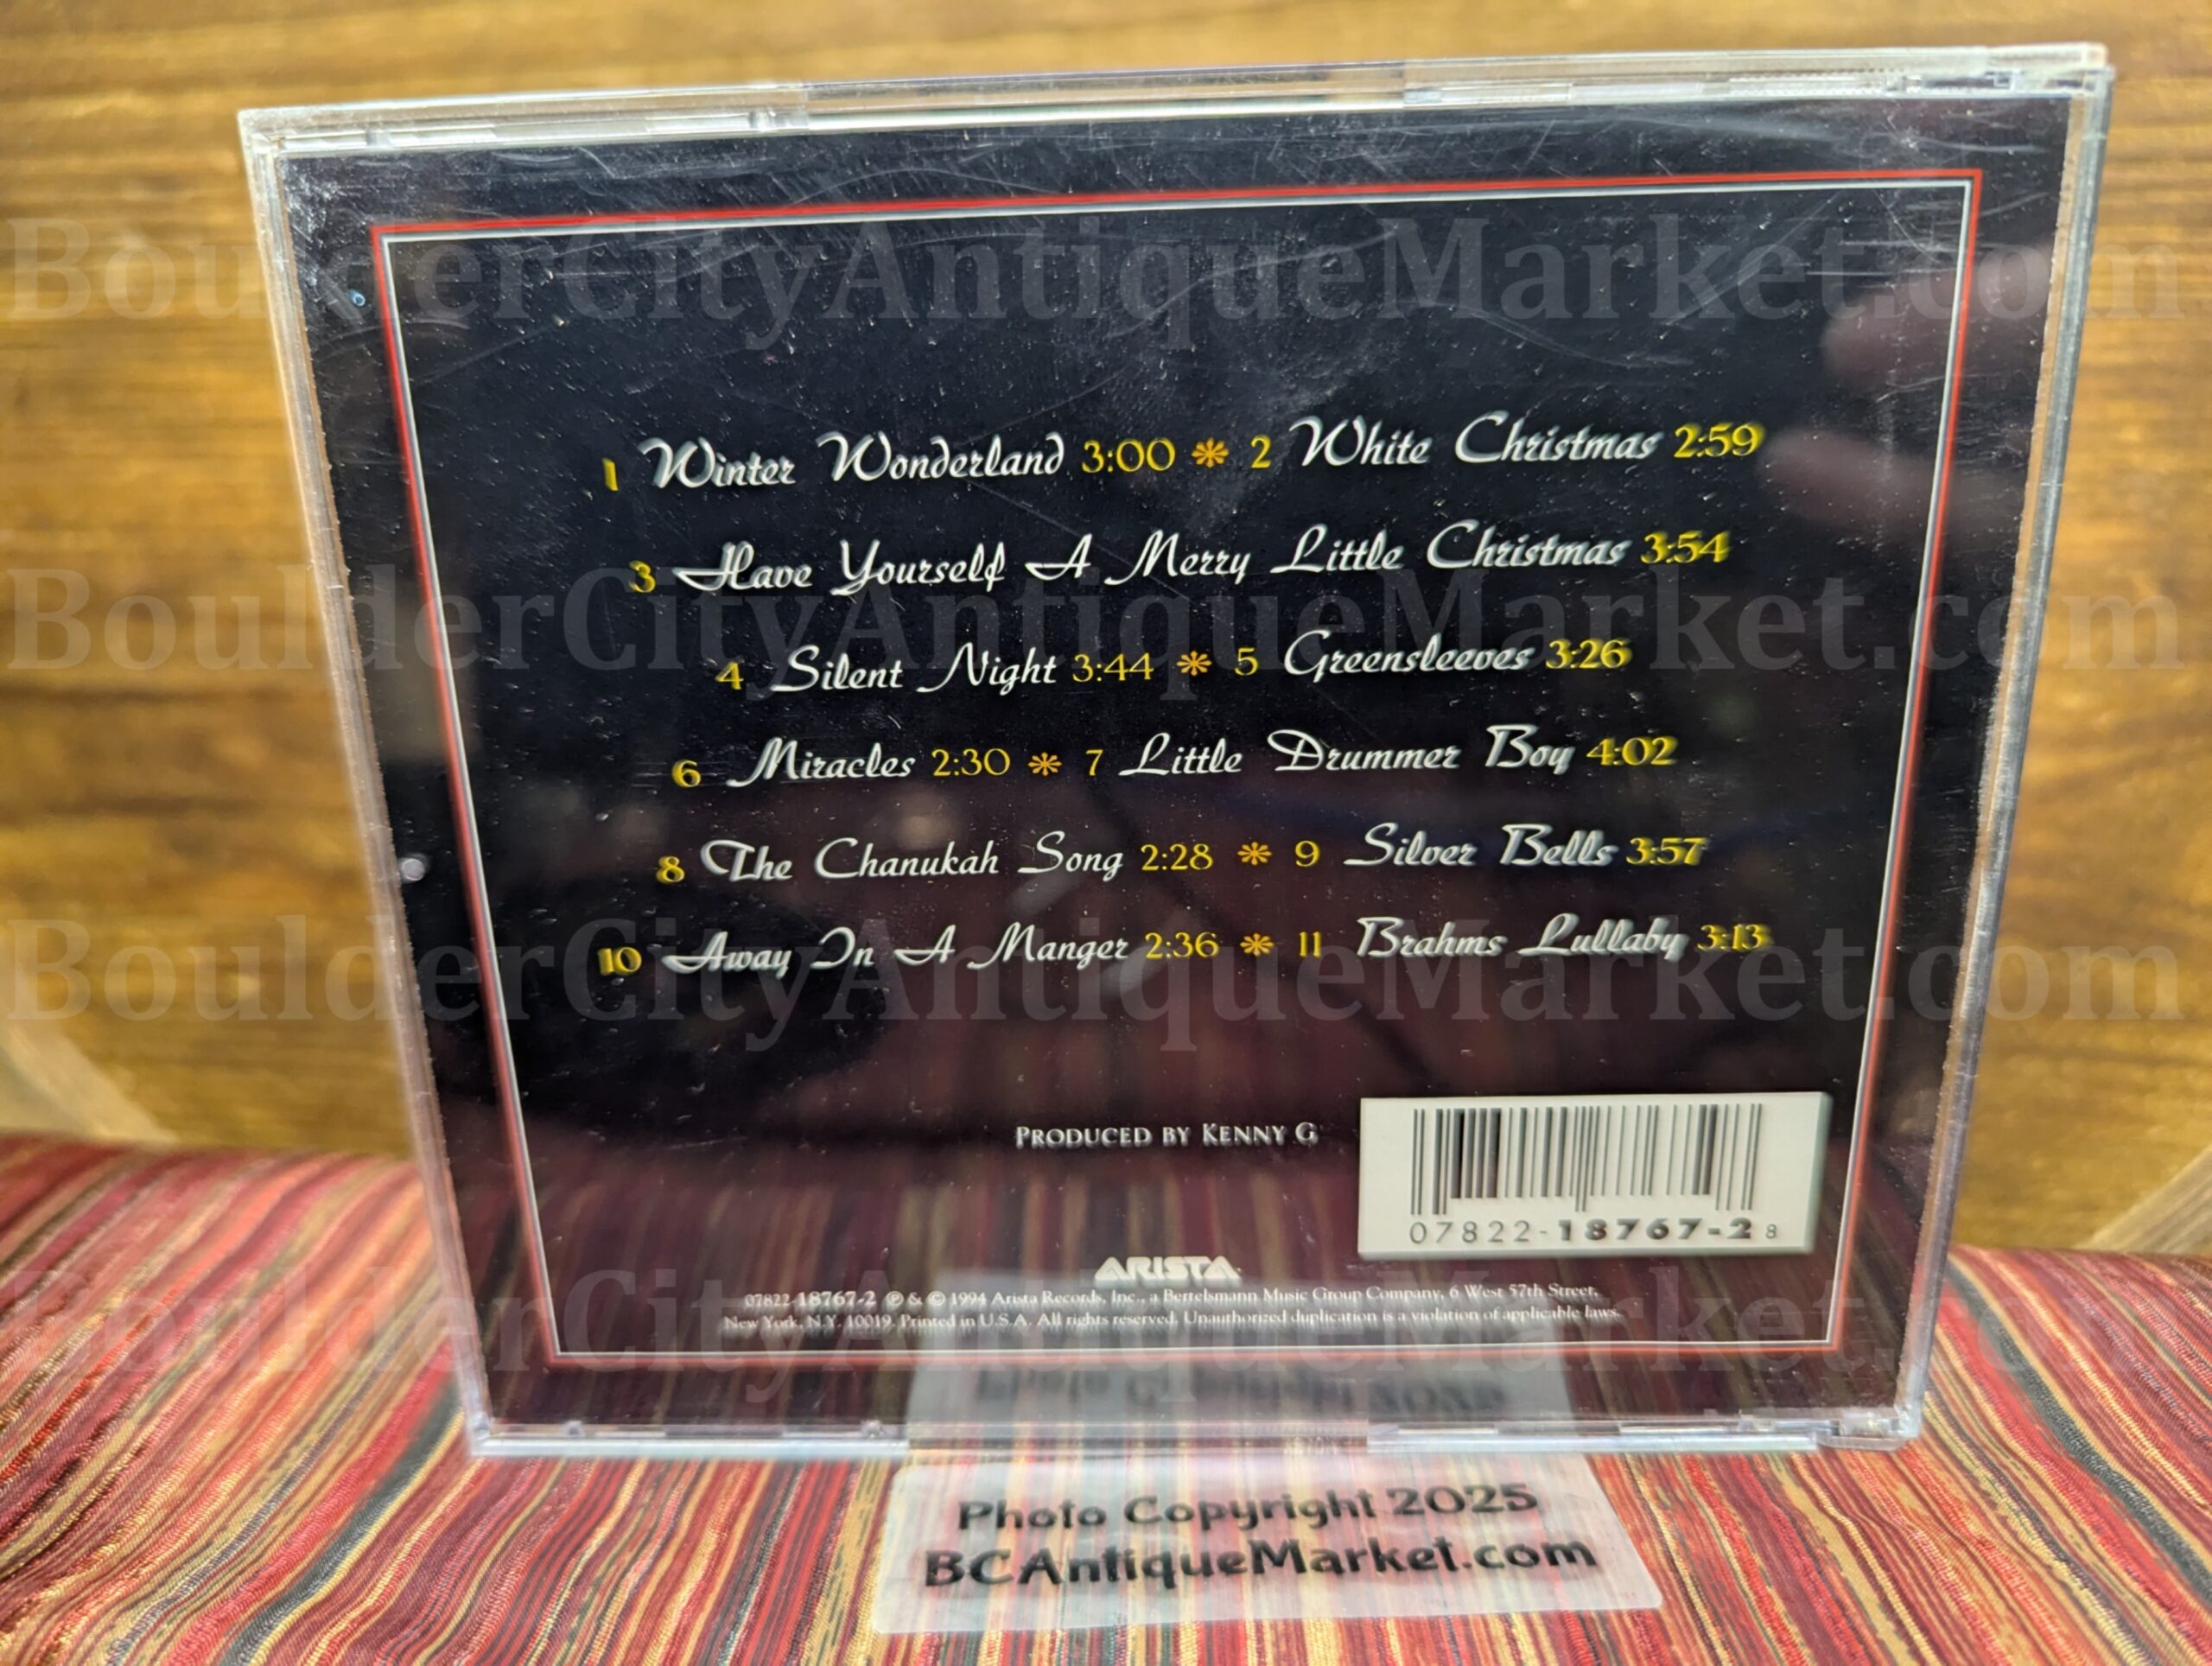 BoulderCityAntiqueMarket.com
1 Winter Wonderland 3:00 * 2 White Christmas 2:59
3 Have Yourself A Merry Little Christmas 3:54
BoulderCityAntiqueMarket.com
4 Silent Night 3:44 * 5 Greensleeves 3:26
6 Miracles 2:30 * 7 Little Drummer Boy 4:02
8 The Chanukah Song 2:28 * 9 Silver Bells 3:57
10 Away In A Manger 2:36 * 11 Brahms Lullaby 3:13
BoulderCityAntiqueMarket.com
PRODUCED BY KENNY G
07822-18767-2 8
ARISTA
07822-18767-2 ℗ & © 1994 Arista Records, Inc., a Bertelsmann Music Group Company, 6 West 57th Street,
New York, N.Y. 10019. Printed in U.S.A. All rights reserved. Unauthorized duplication is a violation of applicable laws.
BoulderCityAntiqueMarket.com
Photo Copyright 2025
BCAntiqueMarket.com